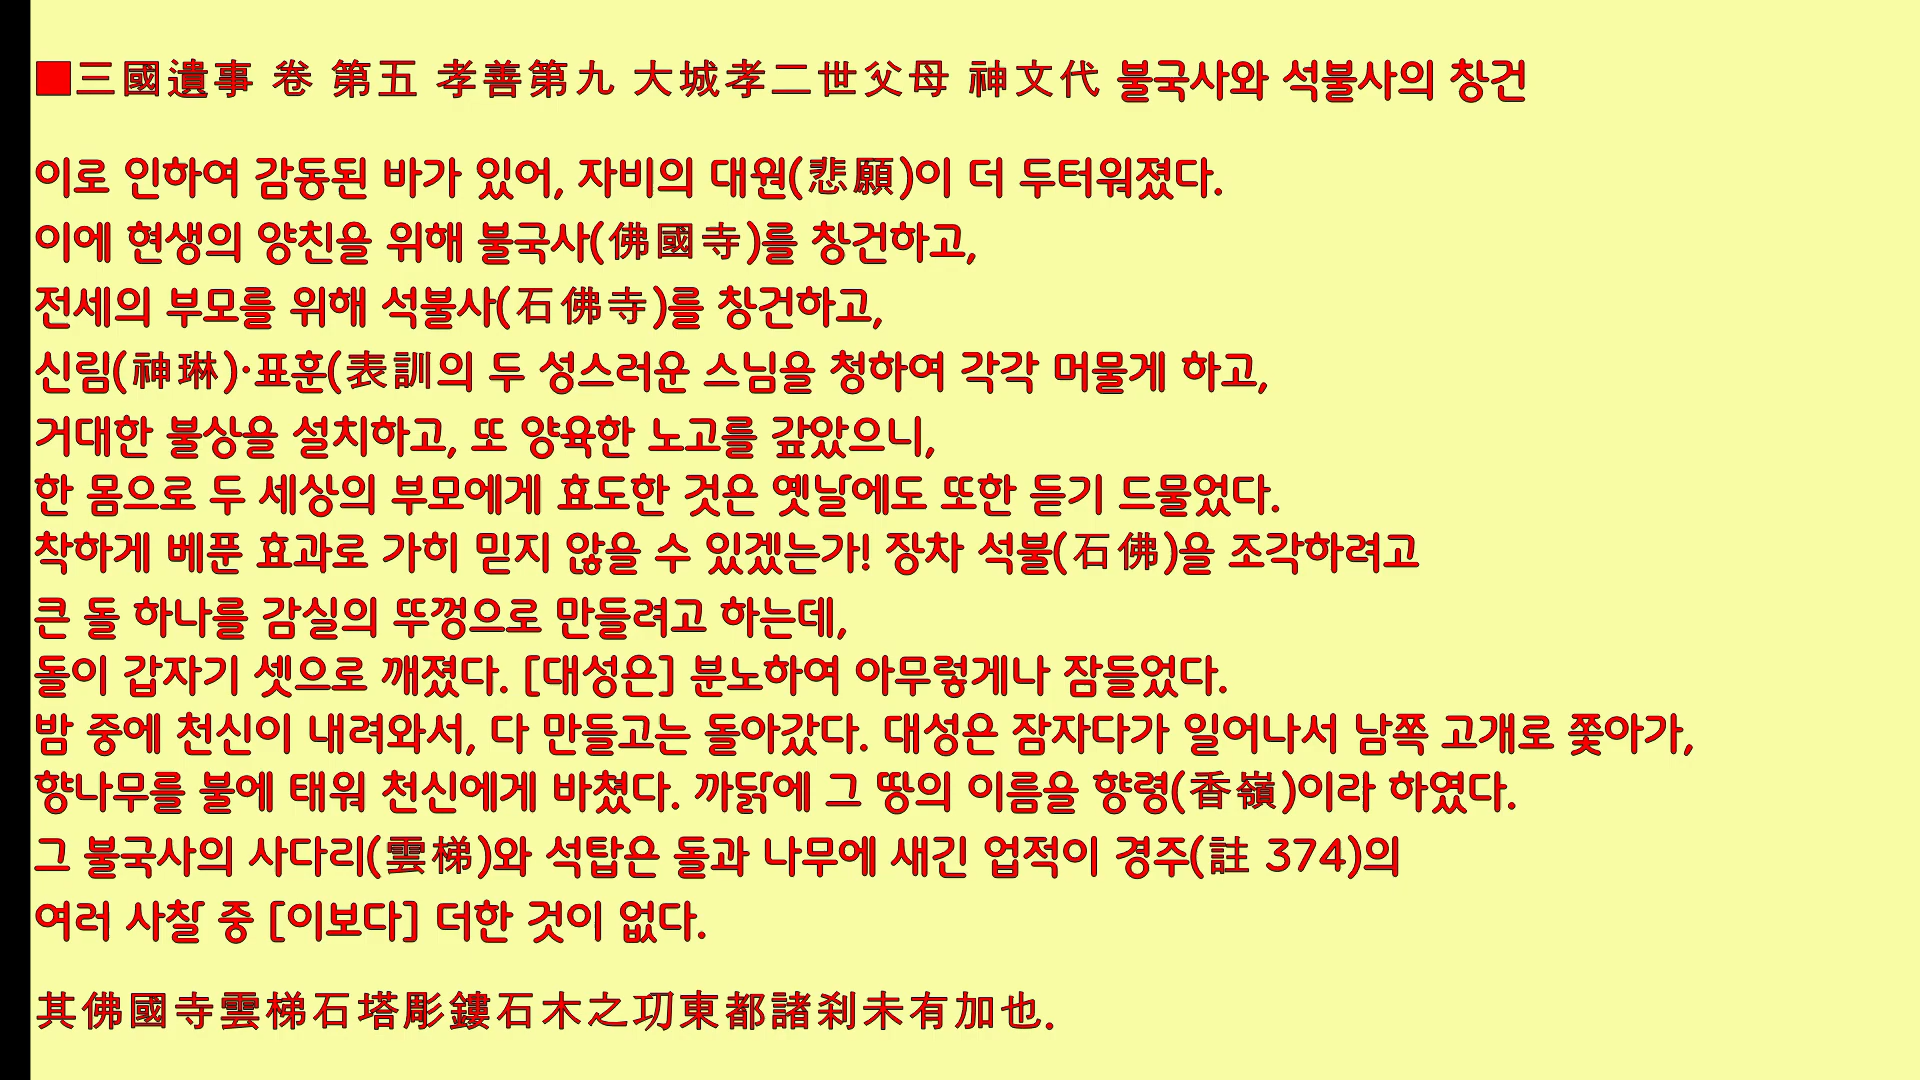 ■三國遺事 卷 第五 孝善第九 大城孝二世父母 神文代 불국사와 석불사의 창건
이로 인하여 감동된 바가 있어, 자비의 대원(悲願)이 더 두터워졌다.
이에 현생의 양친을 위해 불국사(佛國寺)를 창건하고,
전세의 부모를 위해 석불사(石佛寺)를 창건하고,
신림(神琳)·표훈(表訓의 두 성스러운 스님을 청하여 각각 머물게 하고,
거대한 불상을 설치하고, 또 양육한 노고를 갚았으니,
한 몸으로 두 세상의 부모에게 효도한 것은 옛날에도 또한 듣기 드물었다.
착하게 베푼 효과로 가히 믿지 않을 수 있겠는가! 장차 석불(石佛)을 조각하려고
큰 돌 하나를 감실의 뚜껑으로 만들려고 하는데,
돌이 갑자기 셋으로 깨졌다. [대성은] 분노하여 아무렇게나 잠들었다.
밤 중에 천신이 내려와서, 다 만들고는 돌아갔다. 대성은 잠자다가 일어나서 남쪽 고개로 쫓아가,
향나무를 불에 태워 천신에게 바쳤다. 까닭에 그 땅의 이름을 향령(香嶺)이라 하였다.
그 불국사의 사다리(雲梯)와 석탑은 돌과 나무에 새긴 업적이 경주(註 374)의
여러 사찰 중 [이보다] 더한 것이 없다.
其佛國寺雲梯石塔彫鏤石木之㓛東都諸刹未有加也.